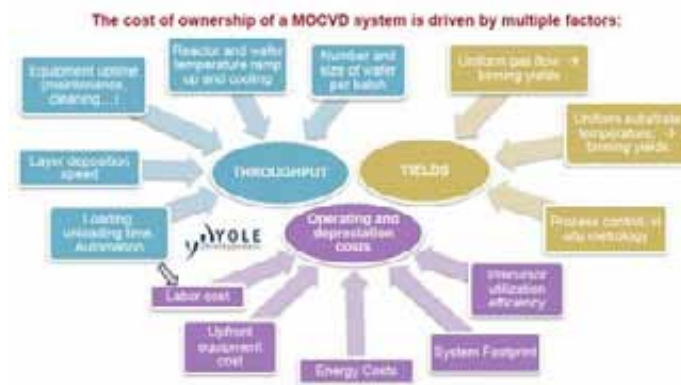 The cost of ownership of a MOCVD system is driven by multiple factors:
Reactor and wafer
temperature ramp
up and cooling
Number and
size of wafer
per batch
Uniform gas flow →
binning yields
Equipment uptime
(maintenance,
cleaning…)
Uniform substrate
temperature, →
binning yields
Layer deposition
speed
THROUGHPUT
YIELDS
Loading
unloading time,
Automation
YOLE
Operating and
depreciation
costs
Process control, in
situ metrology
Labor cost
utilization
efficiency
Upfront
equipment
cost
Energy Costs
System Footprint